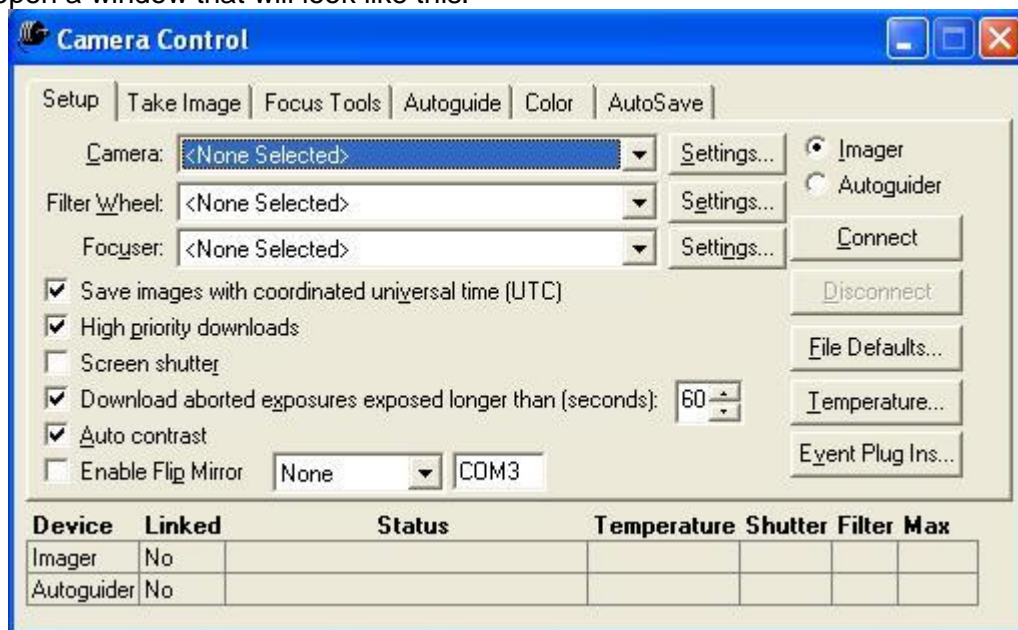 open a window that will look like this.
Camera Control
Setup Take Image Focus Tools Autoguide Color AutoSave
Camera: <None Selected> Settings... Imager
Autoguider
Filter Wheel: <None Selected> Settings...
Focuser: <None Selected> Settings... Connect
Save images with coordinated universal time (UTC) Disconnect
High priority downloads
Screen shutter File Defaults...
Download aborted exposures exposed longer than (seconds): 60 Temperature...
Auto contrast
Enable Flip Mirror None COM3 Event Plug Ins...
Device Linked Status Temperature Shutter Filter Max
Imager No
Autoguider No